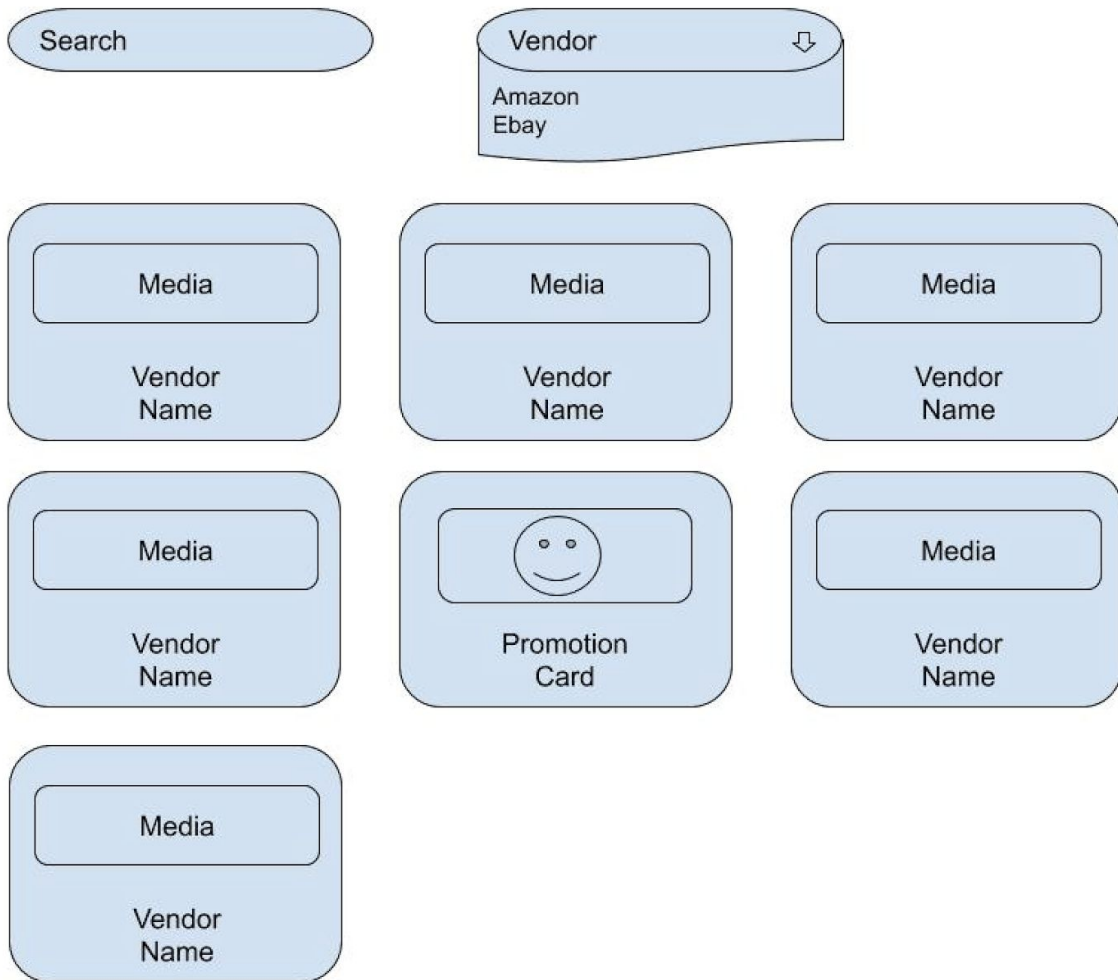 Search
Vendor
Amazon
Ebay
Media
Vendor
Name
Media
Vendor
Name
Media
Vendor
Name
Media
Vendor
Name
Promotion
Card
Media
Vendor
Name
Media
Vendor
Name